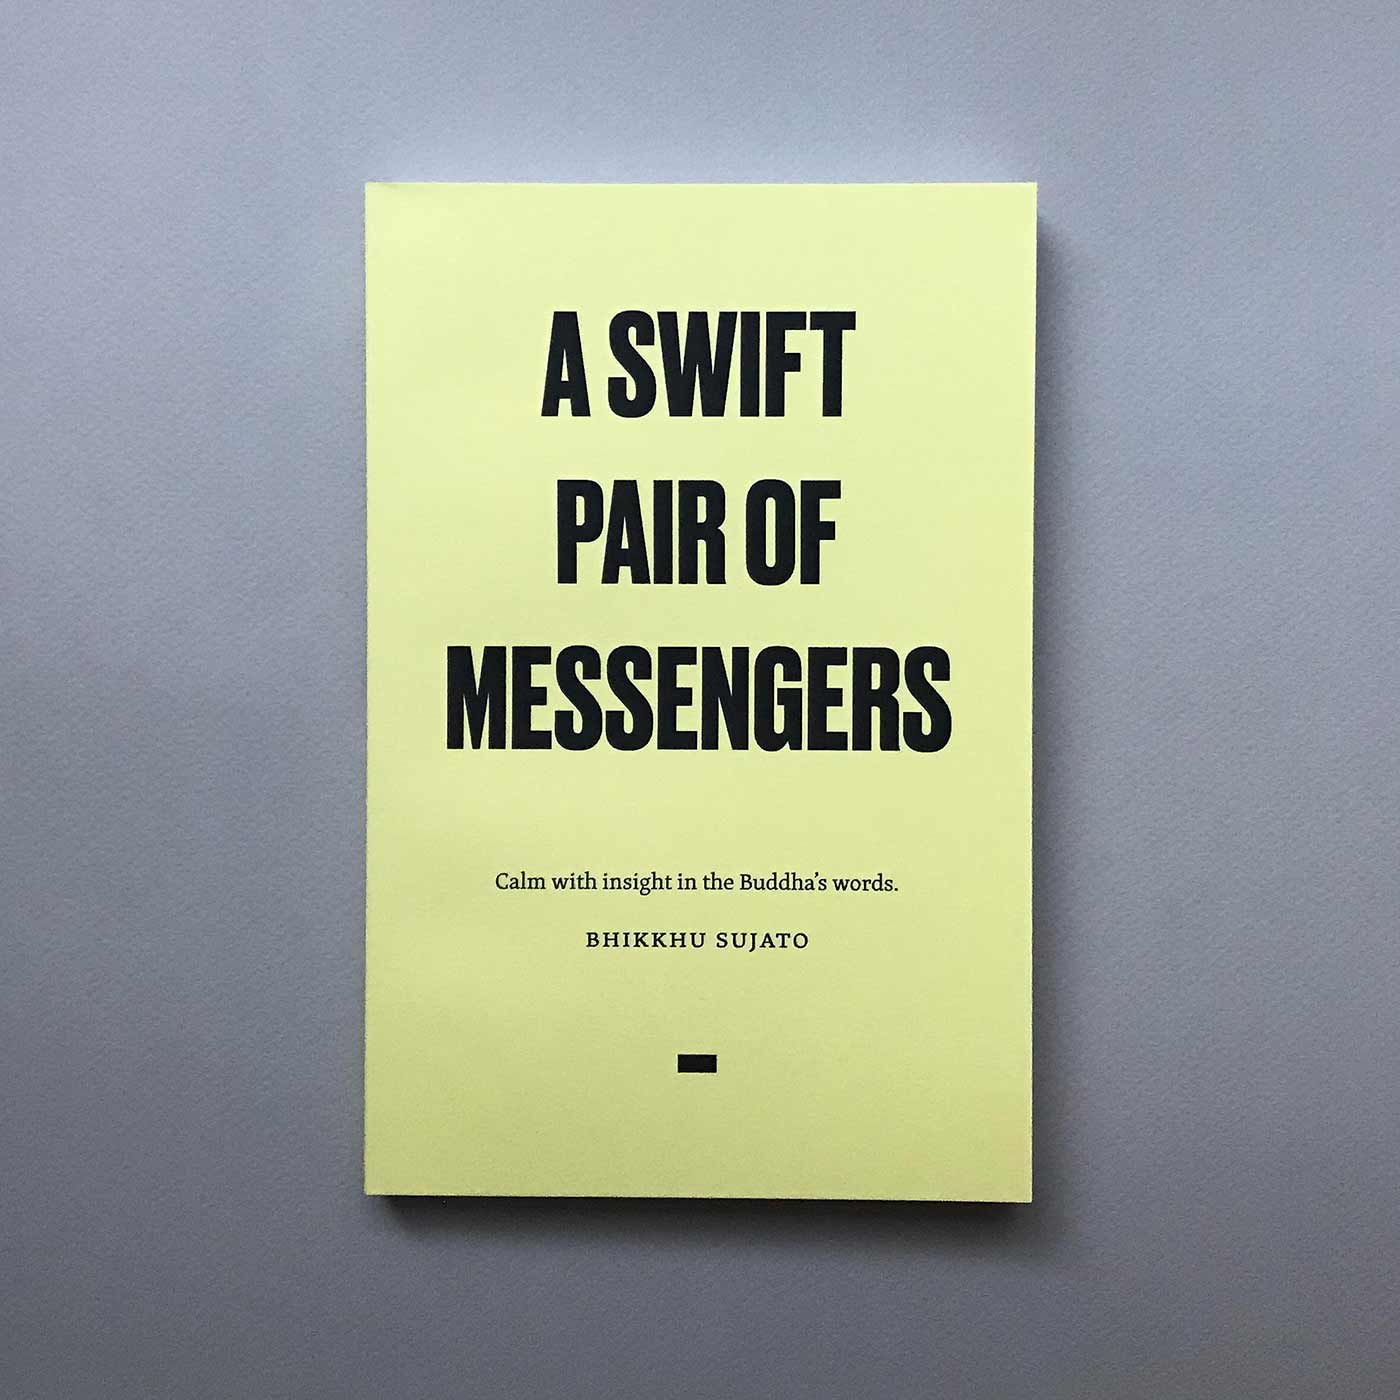 A SWIFT
PAIR OF
MESSENGERS
Calm with insight in the Buddha’s words.
BHIKKHU SUJATO